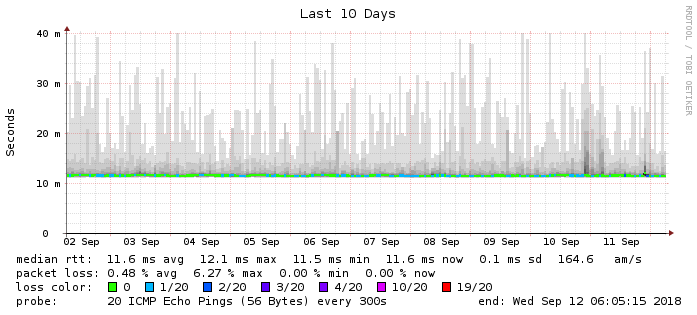 Last 10 Days
RRDTOOL / TOBI OETIKER
Seconds
40 m
30 m
20 m
10 m
0
02 Sep 03 Sep 04 Sep 05 Sep 06 Sep 07 Sep 08 Sep 09 Sep 10 Sep 11 Sep
median rtt: 11.6 ms avg 12.1 ms max 11.5 ms min 11.6 ms now 0.1 ms sd 164.6 am/s
packet loss: 0.48 % avg 6.27 % max 0.00 % min 0.00 % now
loss color: 0 1/20 2/20 3/20 4/20 10/20 19/20
probe: 20 ICMP Echo Pings (56 Bytes) every 300s end: Wed Sep 12 06:05:15 2018